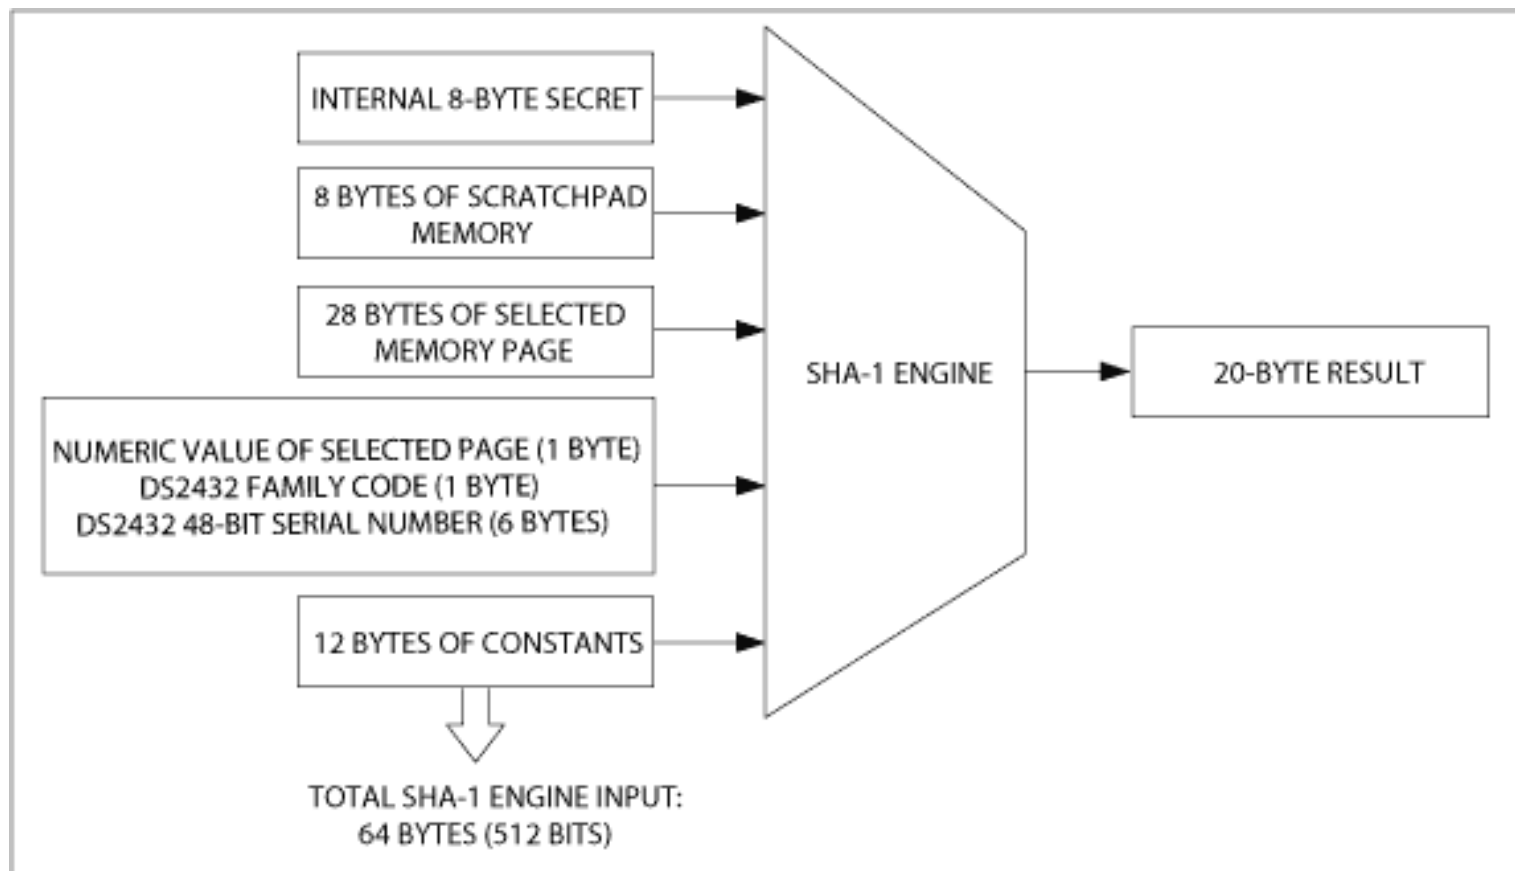 INTERNAL 8-BYTE SECRET
8 BYTES OF SCRATCHPAD
MEMORY
28 BYTES OF SELECTED
MEMORY PAGE
NUMERIC VALUE OF SELECTED PAGE (1 BYTE)
DS2432 FAMILY CODE (1 BYTE)
DS2432 48-BIT SERIAL NUMBER (6 BYTES)
12 BYTES OF CONSTANTS
TOTAL SHA-1 ENGINE INPUT:
64 BYTES (512 BITS)
SHA-1 ENGINE
20-BYTE RESULT